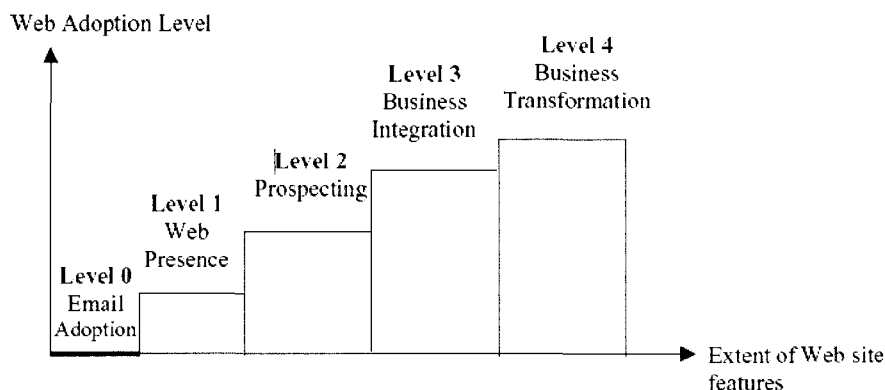 Web Adoption Level
Level 4
Business
Transformation
Level 3
Business
Integration
Level 2
Prospecting
Level 1
Web
Presence
Level 0
Email
Adoption
Extent of Web site
features